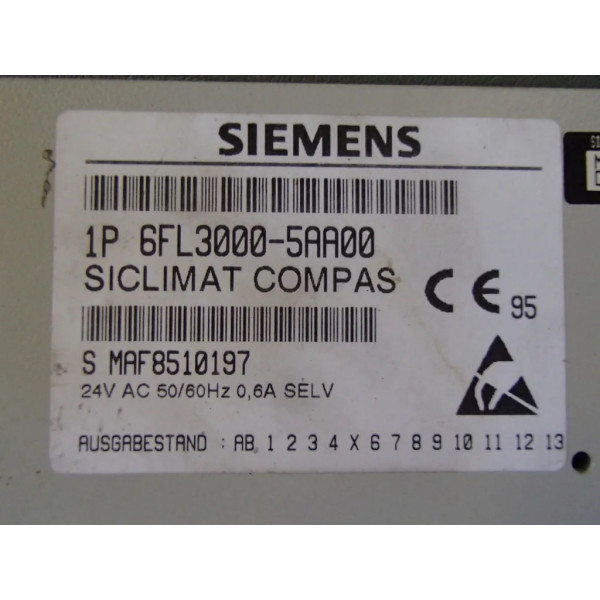 SIEMENS
1P 6FL3000-5AA00
SICLIMAT COMPAS
CE 95
S MAF8510197
24V AC 50/60Hz 0,6A SELV
AUSGABESTAND : AB 1 2 3 4 X 6 7 8 9 10 11 12 13